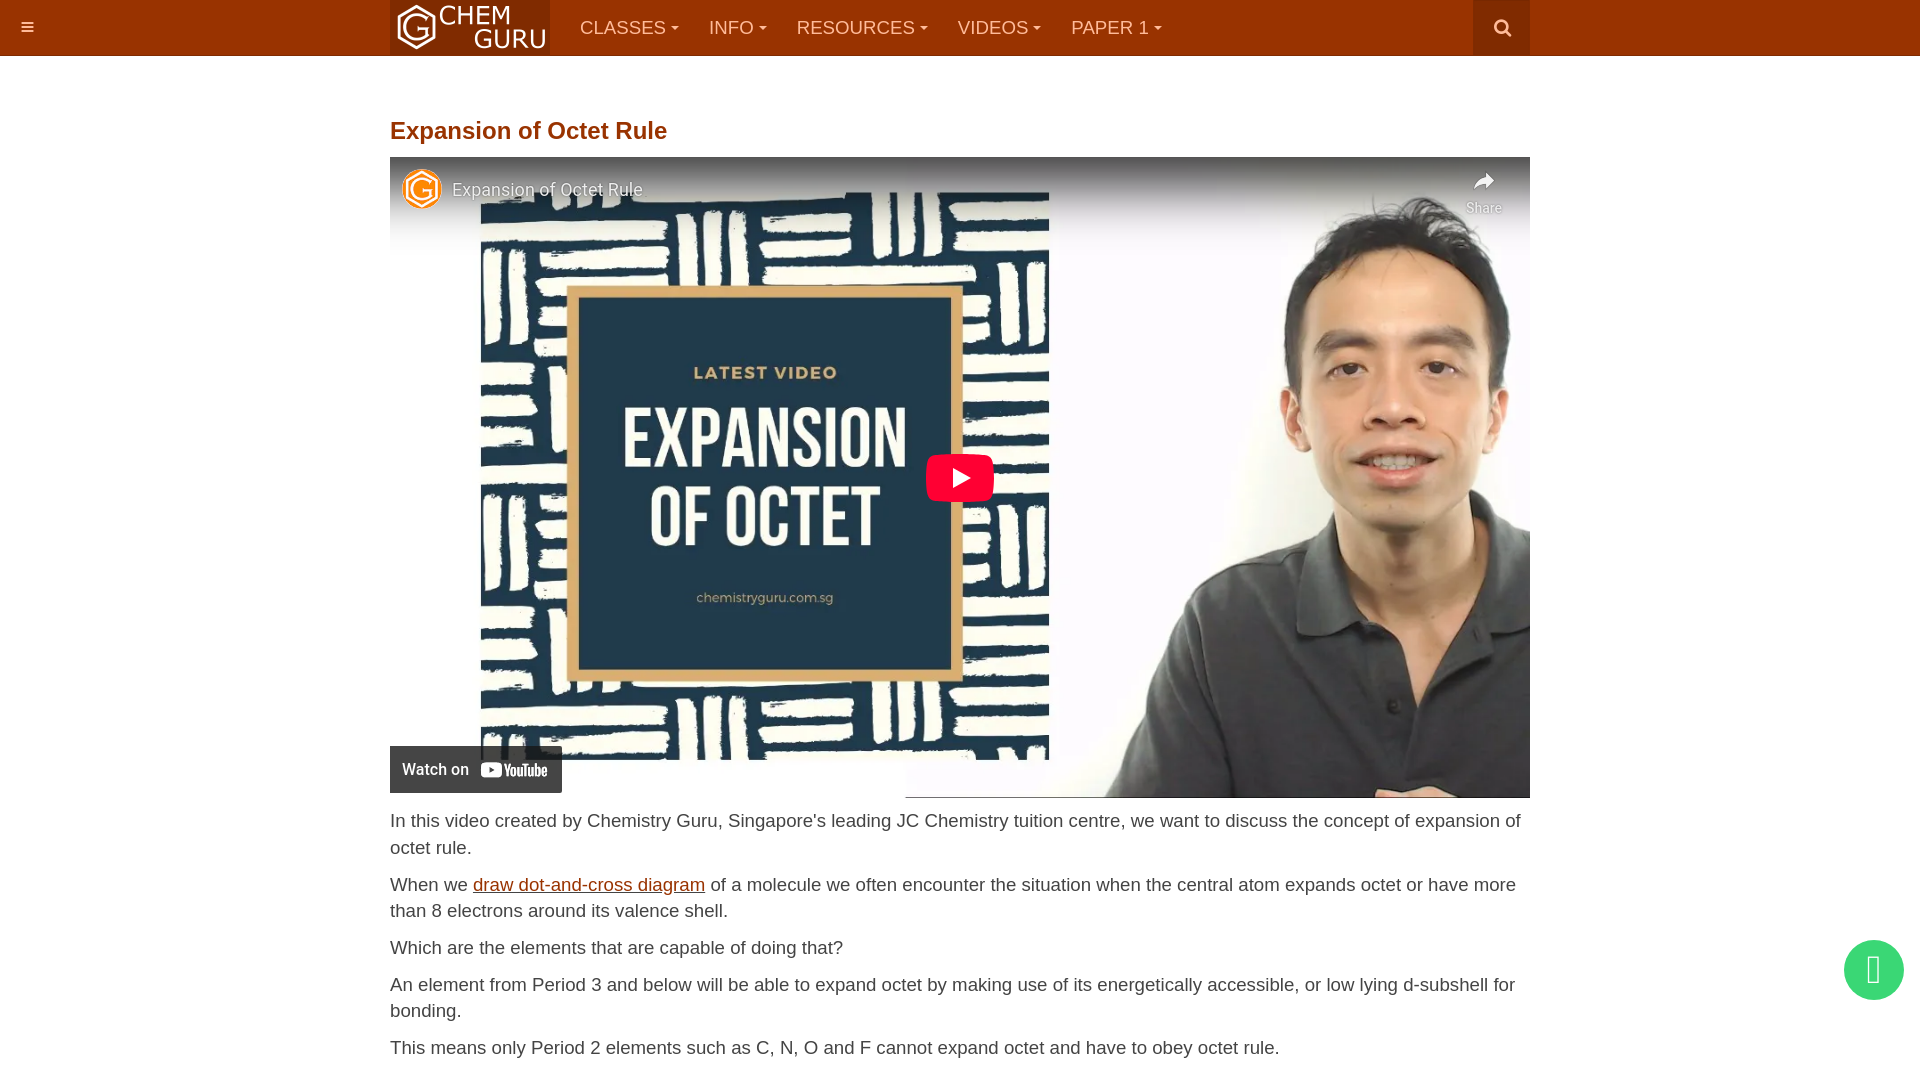 CHEM
GURU
CLASSES
INFO
RESOURCES
VIDEOS
PAPER 1
Expansion of Octet Rule
Expansion of Octet Rule
Share
LATEST VIDEO
EXPANSION
OF OCTET
chemistryguru.com.sg
Watch on YouTube
In this video created by Chemistry Guru, Singapore's leading JC Chemistry tuition centre, we want to discuss the concept of expansion of
octet rule.
When we draw dot-and-cross diagram of a molecule we often encounter the situation when the central atom expands octet or have more
than 8 electrons around its valence shell.
Which are the elements that are capable of doing that?
An element from Period 3 and below will be able to expand octet by making use of its energetically accessible, or low lying d-subshell for
bonding.
This means only Period 2 elements such as C, N, O and F cannot expand octet and have to obey octet rule.